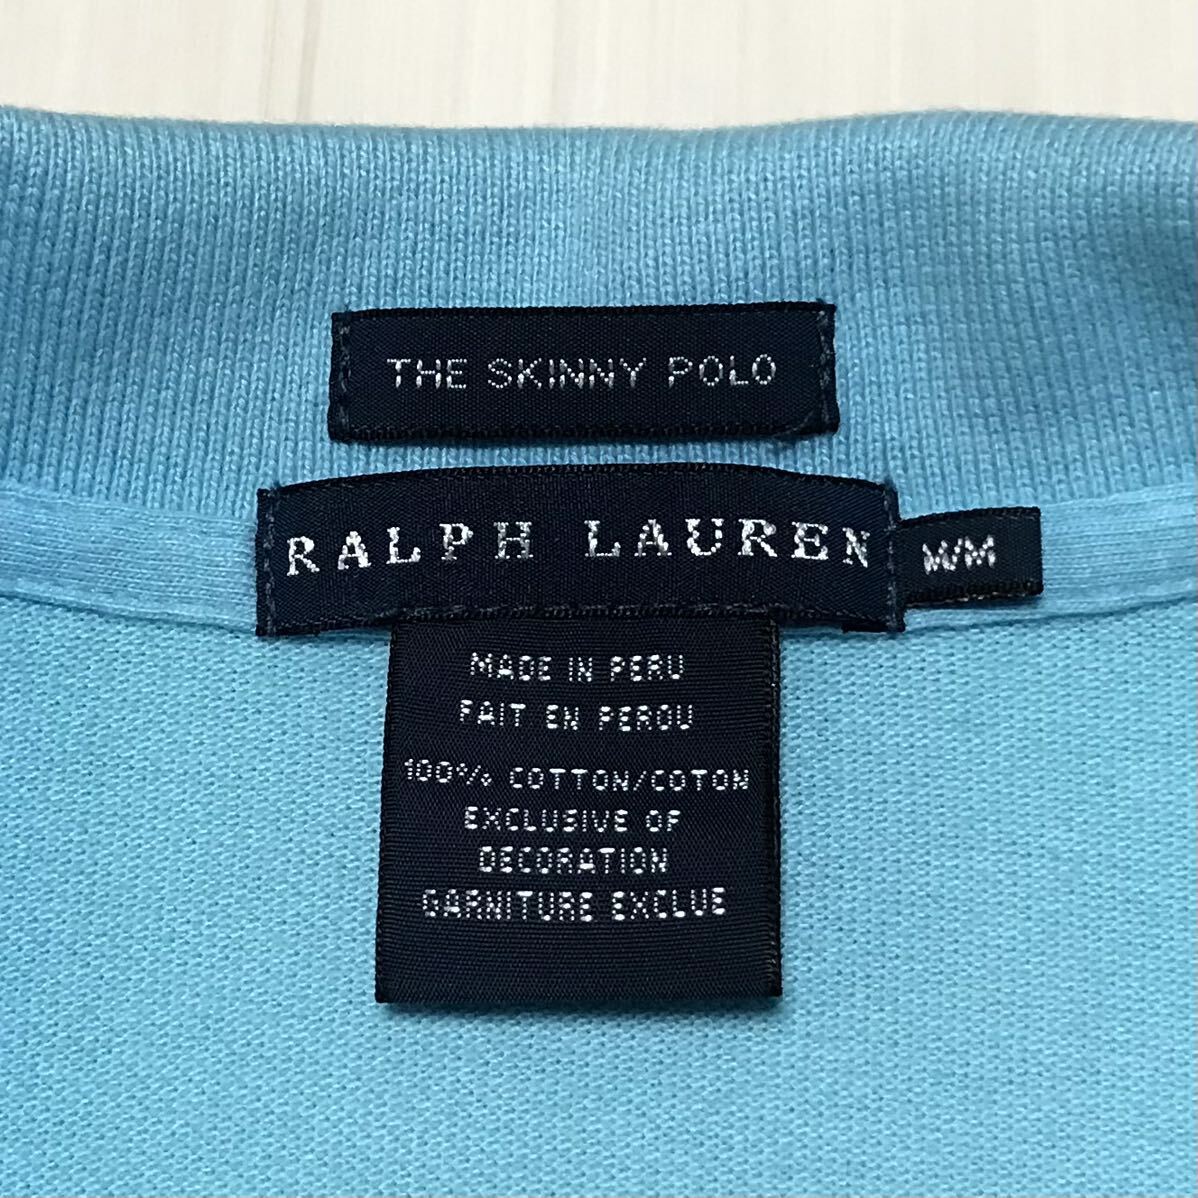 THE SKINNY POLO
RALPH LAUREN
M/M
MADE IN PERU
FAIT EN PEROU
100% COTTON/COTON
EXCLUSIVE OF
DECORATION
GARNITURE EXCLUE